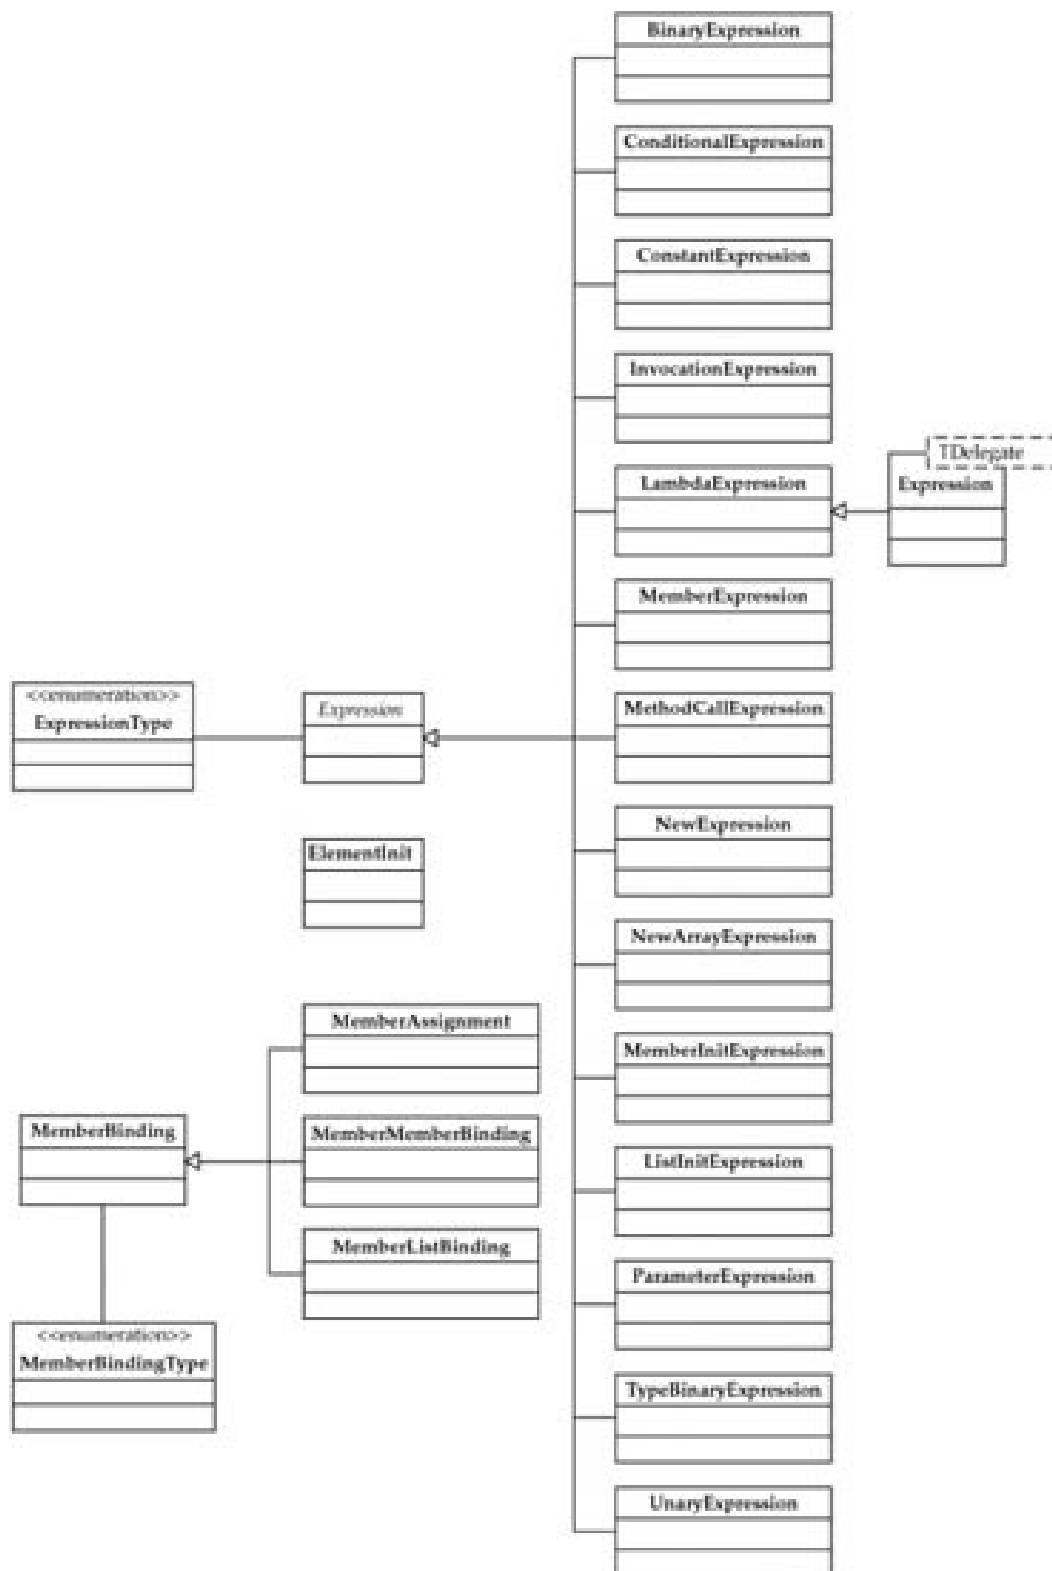 BinaryExpression
ConditionalExpression
ConstantExpression
InvocationExpression
TDelegate
LambdaExpression
Expression
MemberExpression
<<enumeration>>
ExpressionType
Expression
MethodCallExpression
NewExpression
ElementInit
NewArrayExpression
MemberAssignment
MemberInitExpression
MemberBinding
MemberMemberBinding
ListInitExpression
MemberListBinding
ParameterExpression
<<enumeration>>
MemberBindingType
TypeBinaryExpression
UnaryExpression